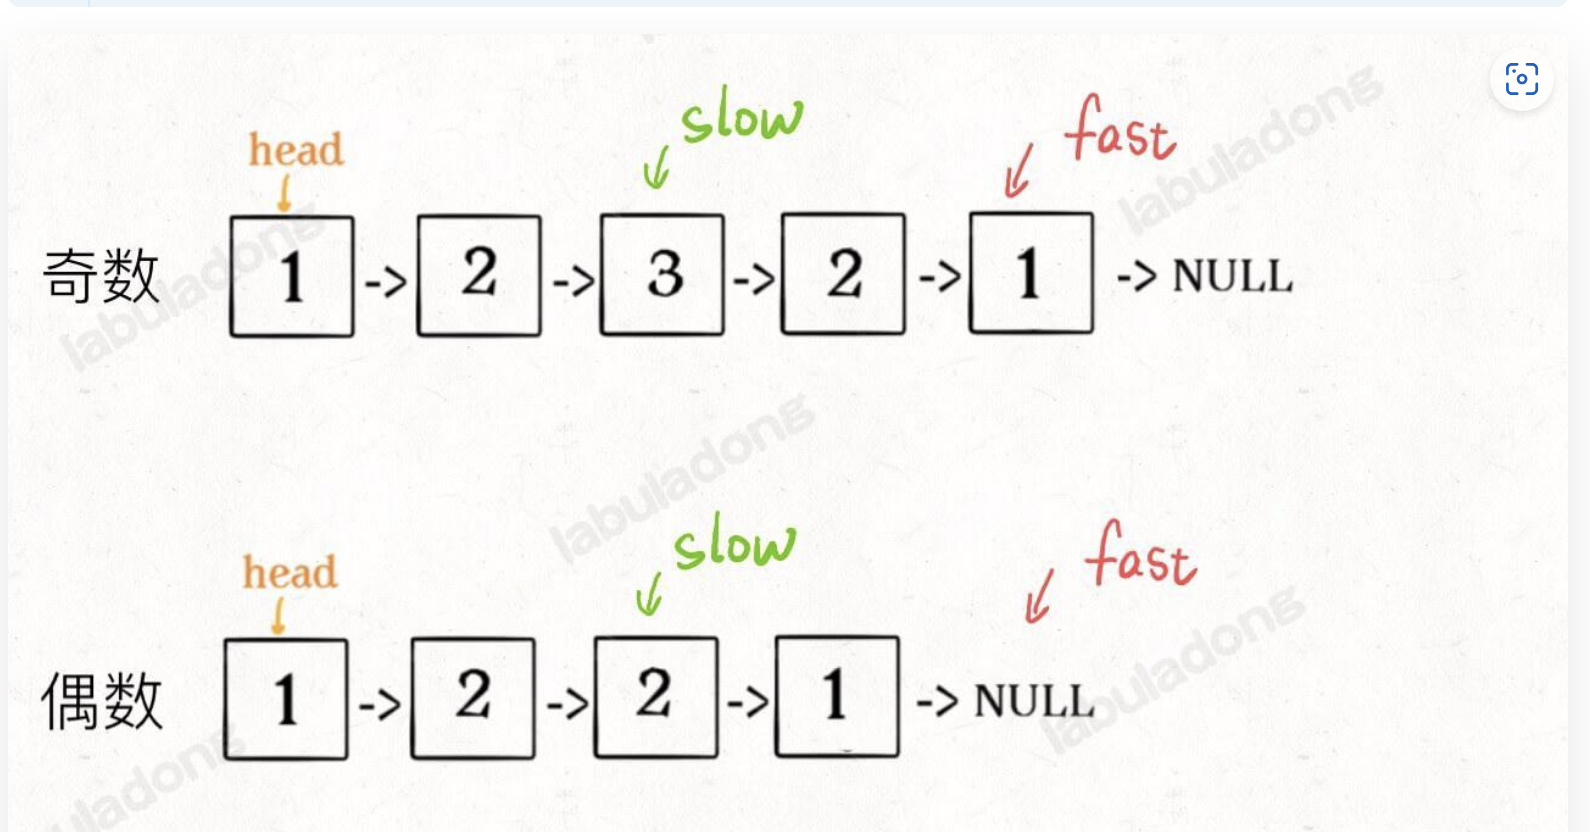 slow
fast
head
奇数 1 -> 2 -> 3 -> 2 -> 1 -> NULL
slow
fast
head
偶数 1 -> 2 -> 2 -> 1 -> NULL
labuladong
labuladong
labuladong
labuladong
uladong